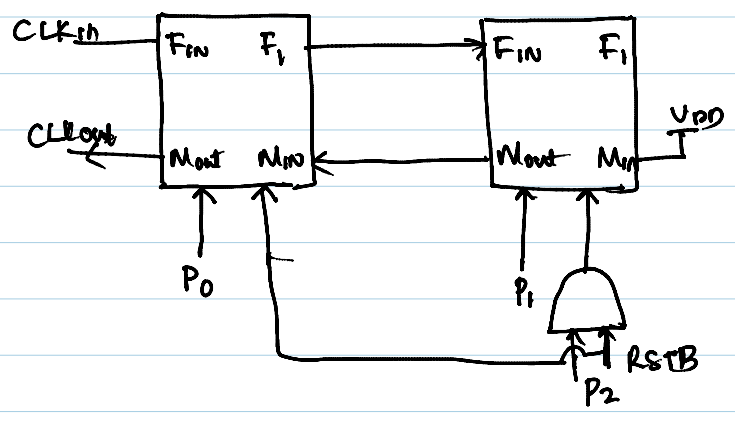 CLKin
FIN F1
CLKout
Mout MIN
FIN F1
Mout MIN
VDD
P0
P1
RSTB
P2